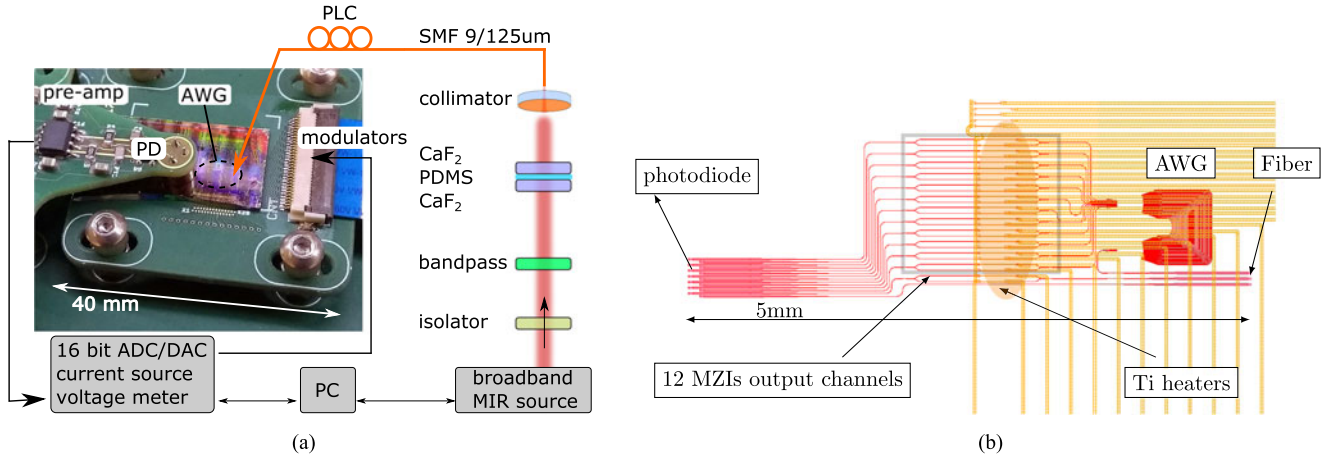 PLC
SMF 9/125um
pre-amp
AWG
PD
modulators
40 mm
collimator
CaF₂
PDMS
CaF₂
bandpass
isolator
16 bit ADC/DAC
current source
voltage meter
PC
broadband
MIR source
(a)
photodiode
AWG
Fiber
5mm
12 MZIs output channels
Ti heaters
(b)